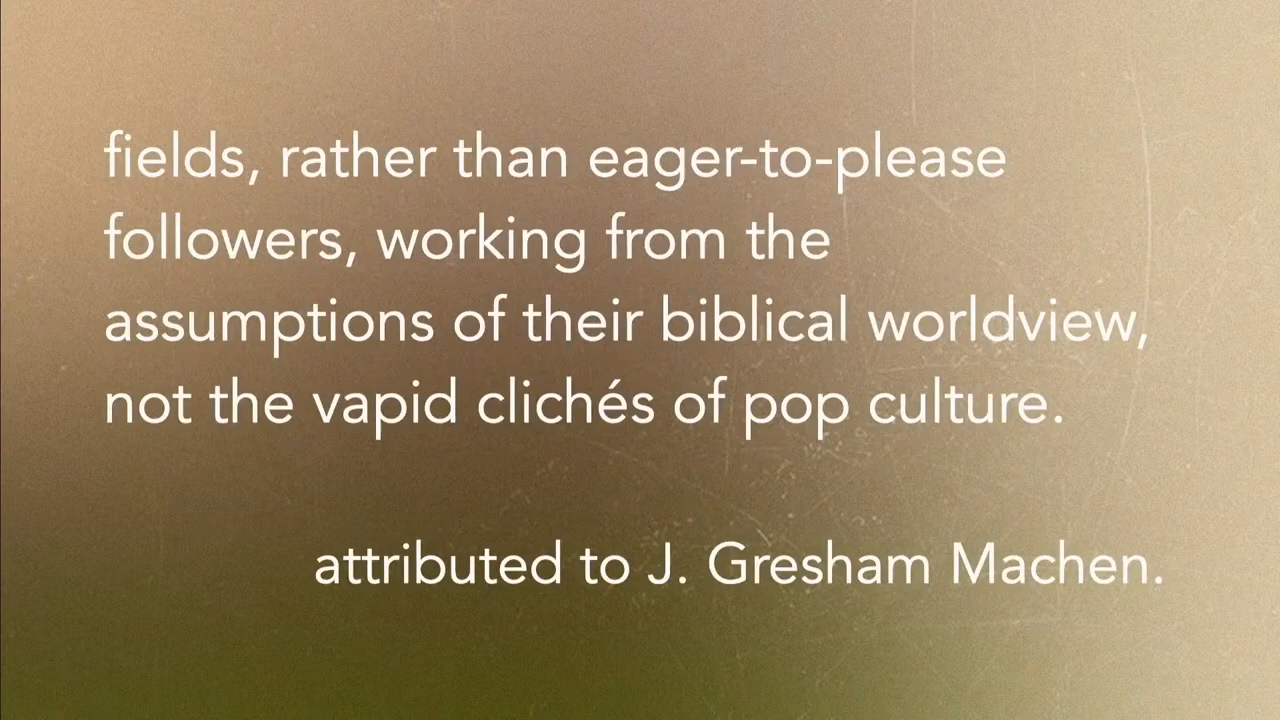 fields, rather than eager-to-please
followers, working from the
assumptions of their biblical worldview,
not the vapid clichés of pop culture.
attributed to J. Gresham Machen.